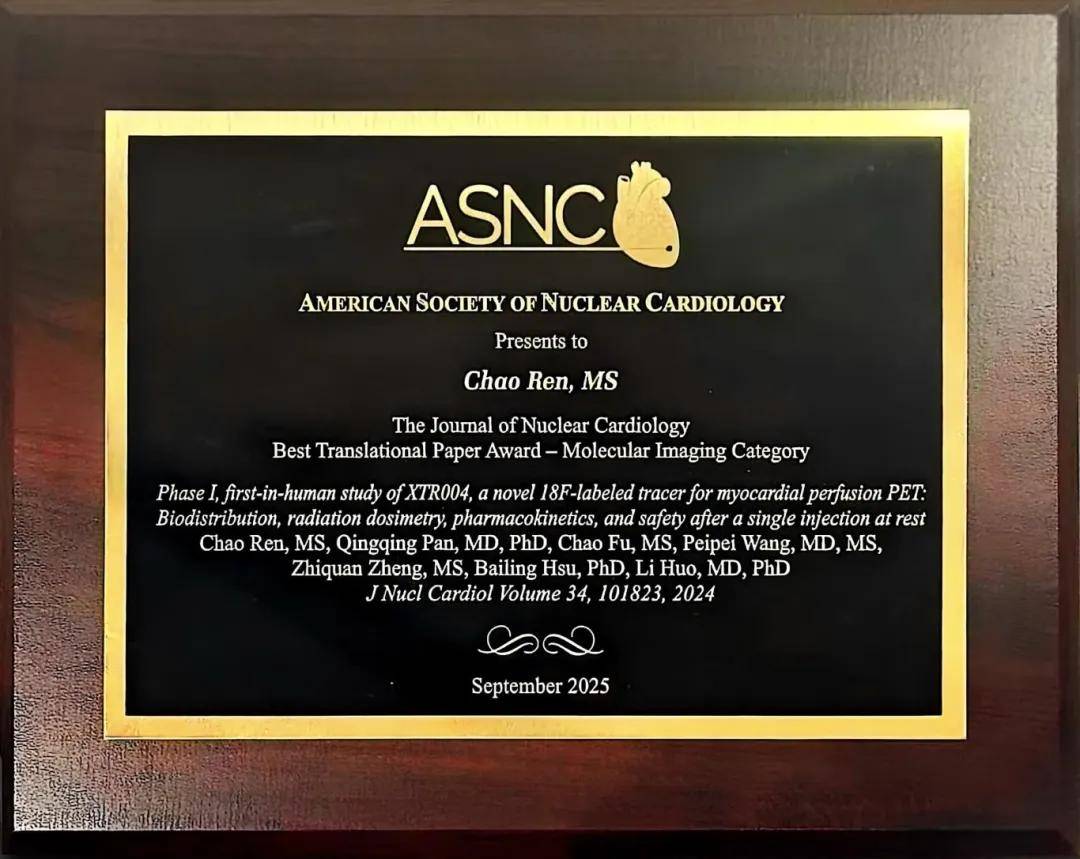 ASNC
AMERICAN SOCIETY OF NUCLEAR CARDIOLOGY
Presents to
Chao Ren, MS
The Journal of Nuclear Cardiology
Best Translational Paper Award – Molecular Imaging Category
Phase I, first-in-human study of XTR004, a novel 18F-labeled tracer for myocardial perfusion PET:
Biodistribution, radiation dosimetry, pharmacokinetics, and safety after a single injection at rest
Chao Ren, MS, Qingqing Pan, MD, PhD, Chao Fu, MS, Peipei Wang, MD, MS,
Zhiquan Zheng, MS, Bailing Hsu, PhD, Li Huo, MD, PhD
J Nucl Cardiol Volume 34, 101823, 2024
September 2025